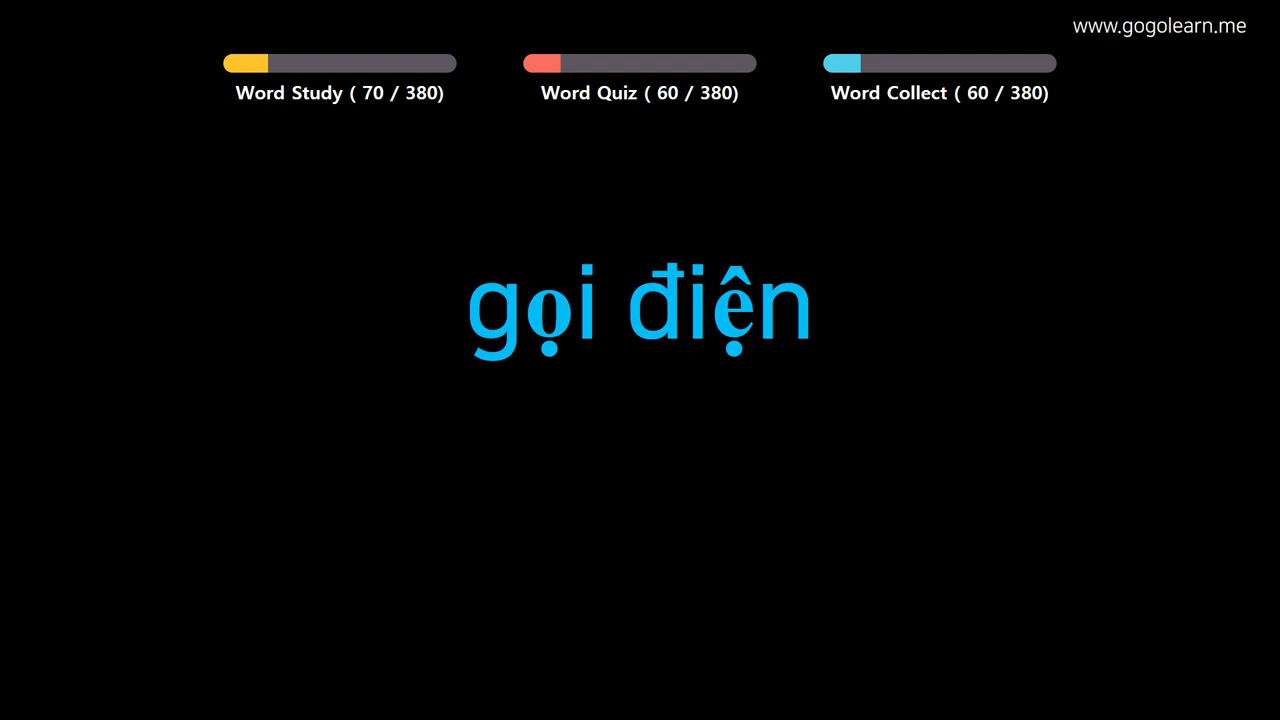 www.gogolearn.me
Word Study ( 70 / 380)
Word Quiz ( 60 / 380)
Word Collect ( 60 / 380)
gọi điện